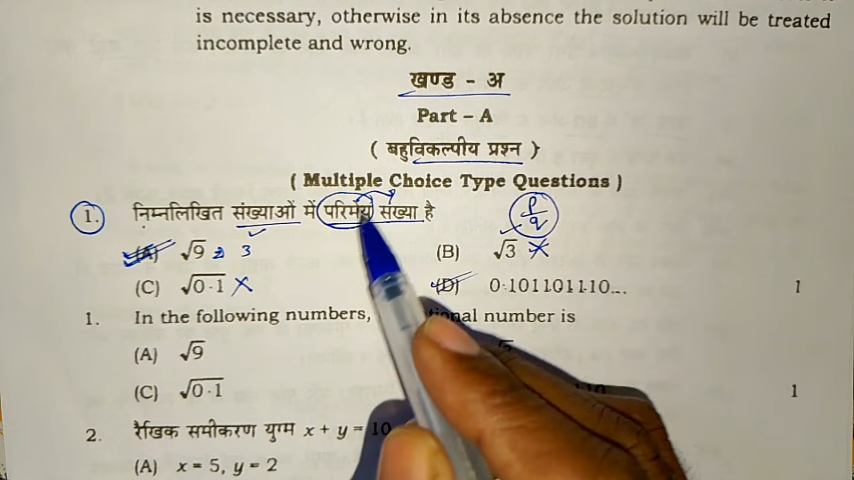 is necessary, otherwise in its absence the solution will be treated
incomplete and wrong.
खण्ड - अ
Part – A
( बहुविकल्पीय प्रश्न )
( Multiple Choice Type Questions )
1. निम्नलिखित संख्याओं में परिमेय संख्या है p/q
(A) √9 = 3 (B) √3
(C) √0·1 (D) 0·1011011110... 1
1. In the following numbers, number is
(A) √9
(C) √0·1 1
2. रैखिक समीकरण युग्म x + y = 10
(A) x = 5, y = 2